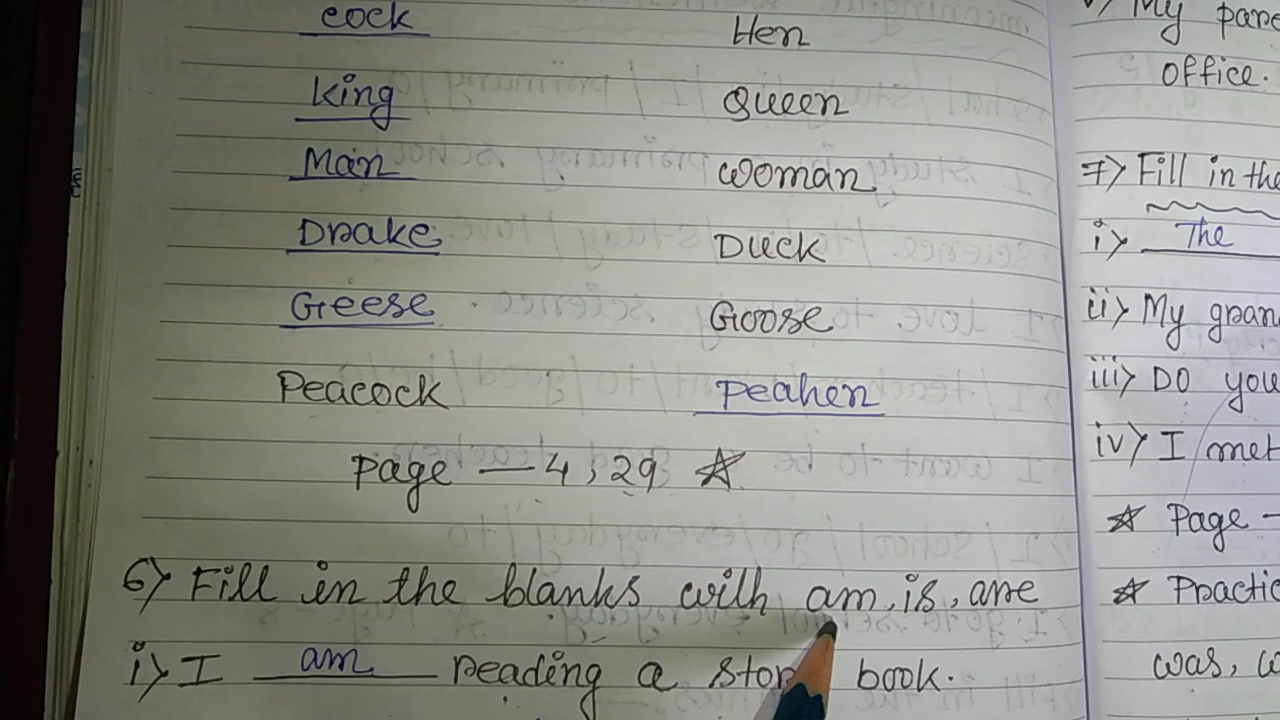 cock Hen
King Queen
Man woman
Drake Duck
Geese Goose
Peacock Peahen
Page — 4, 29 ☆
6) Fill in the blanks with am, is, are
i) I am reading a stor book.
My pare
office.
7) Fill in the
i) The
ii) My gran
iii) Do you
iv) I met
☆ Page -
☆ Practic
was, w